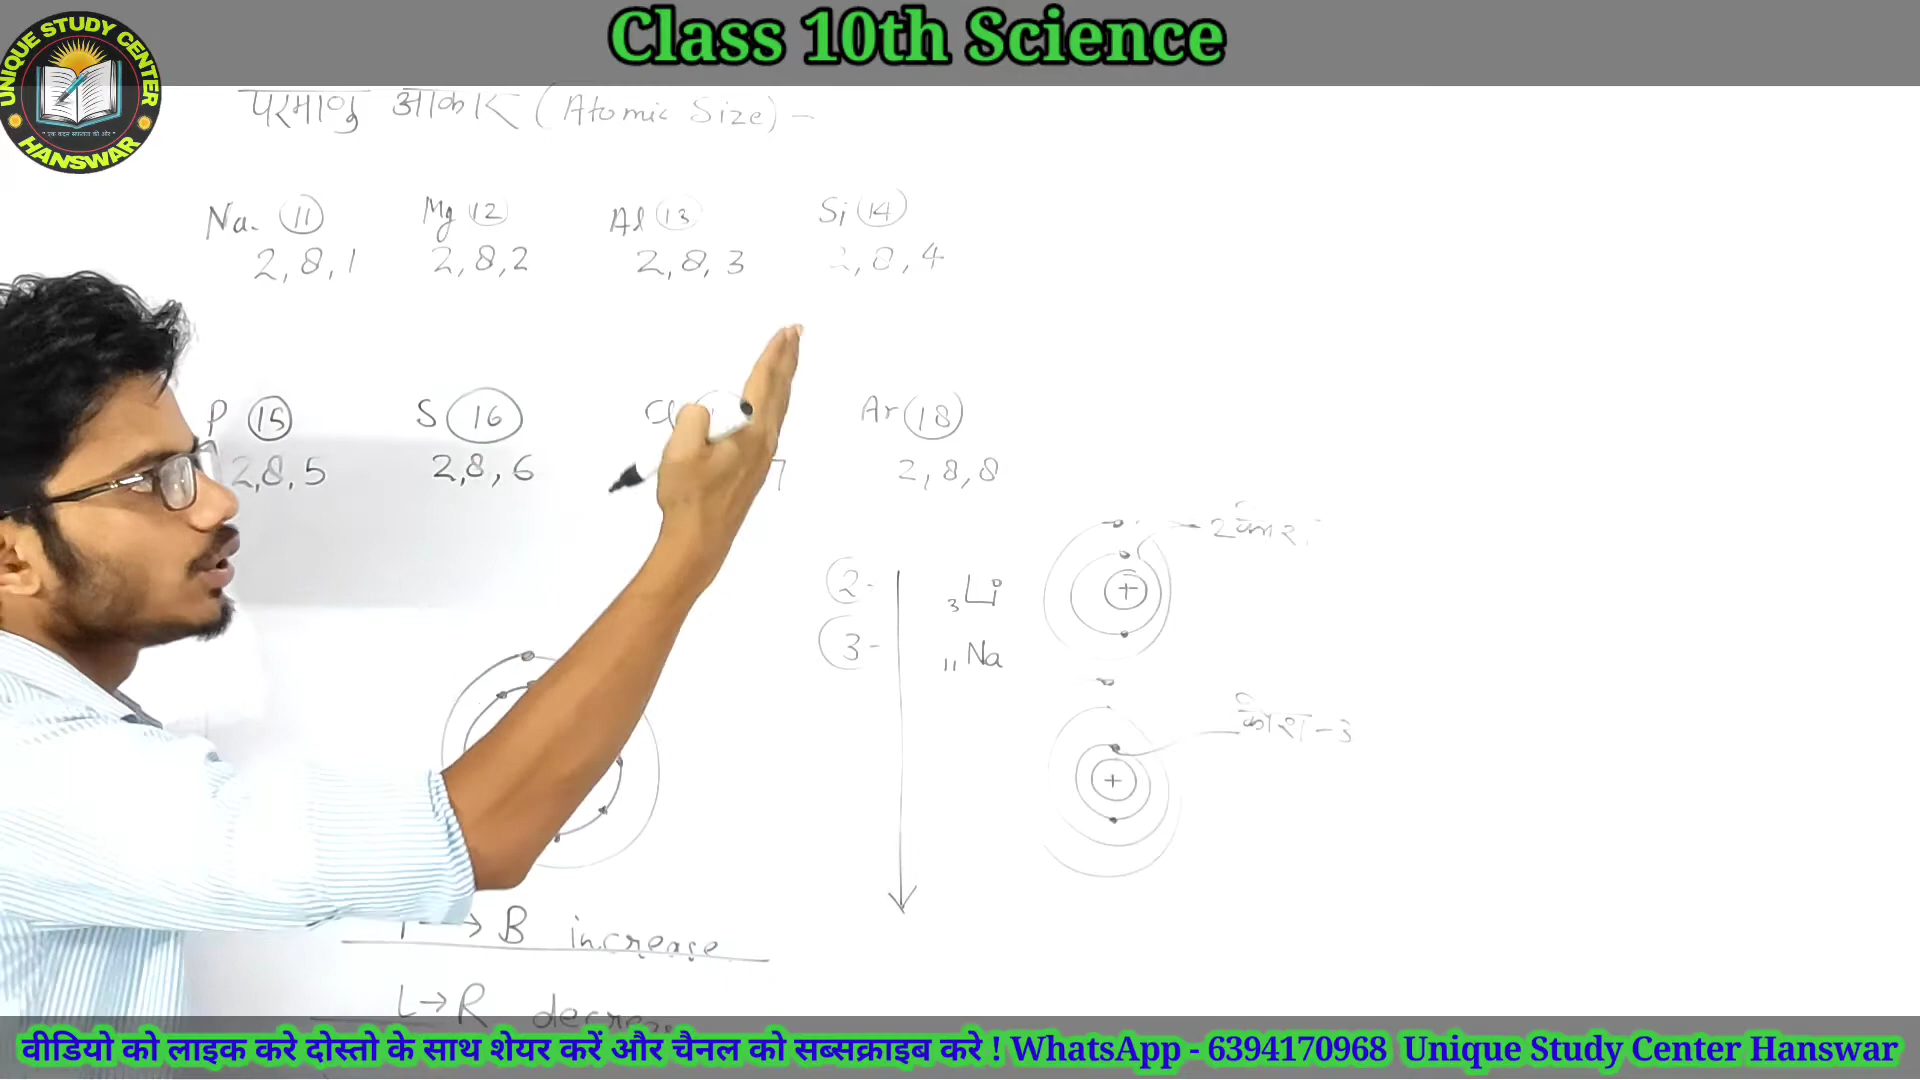 Class 10th Science
UNIQUE STUDY CENTER
HANSWAR
परमाणु आकार (Atomic Size) -
Na. 11 Mg 12 Al 13 Si 14
2, 8, 1 2, 8, 2 2, 8, 3 2, 8, 4
P 15 S 16 Cl Ar 18
2, 8, 5 2, 8, 6 7 2, 8, 8
2 - 3Li + 2
3 - 11Na
कोश - 3
+
→ B increase
L → R
वीडियो को लाइक करे दोस्तो के साथ शेयर करें और चैनल को सब्सक्राइब करे ! WhatsApp - 6394170968 Unique Study Center Hanswar